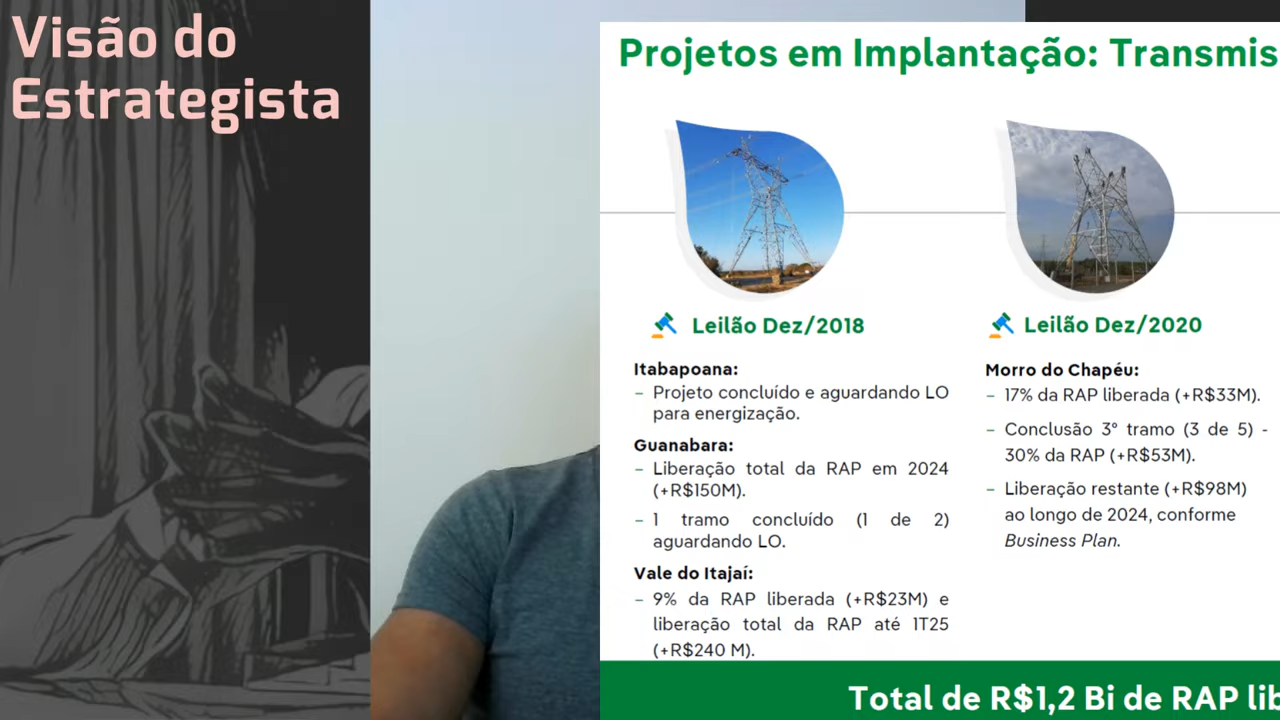 Visão do
Estrategista
Projetos em Implantação: Transmis
Leilão Dez/2018
Itabapoana:
– Projeto concluído e aguardando LO
para energização.
Guanabara:
– Liberação total da RAP em 2024
(+R$150M).
– 1 tramo concluído (1 de 2)
aguardando LO.
Vale do Itajaí:
– 9% da RAP liberada (+R$23M) e
liberação total da RAP até 1T25
(+R$240 M).
Leilão Dez/2020
Morro do Chapéu:
– 17% da RAP liberada (+R$33M).
– Conclusão 3° tramo (3 de 5) -
30% da RAP (+R$53M).
– Liberação restante (+R$98M)
ao longo de 2024, conforme
Business Plan.
Total de R$1,2 Bi de RAP lib